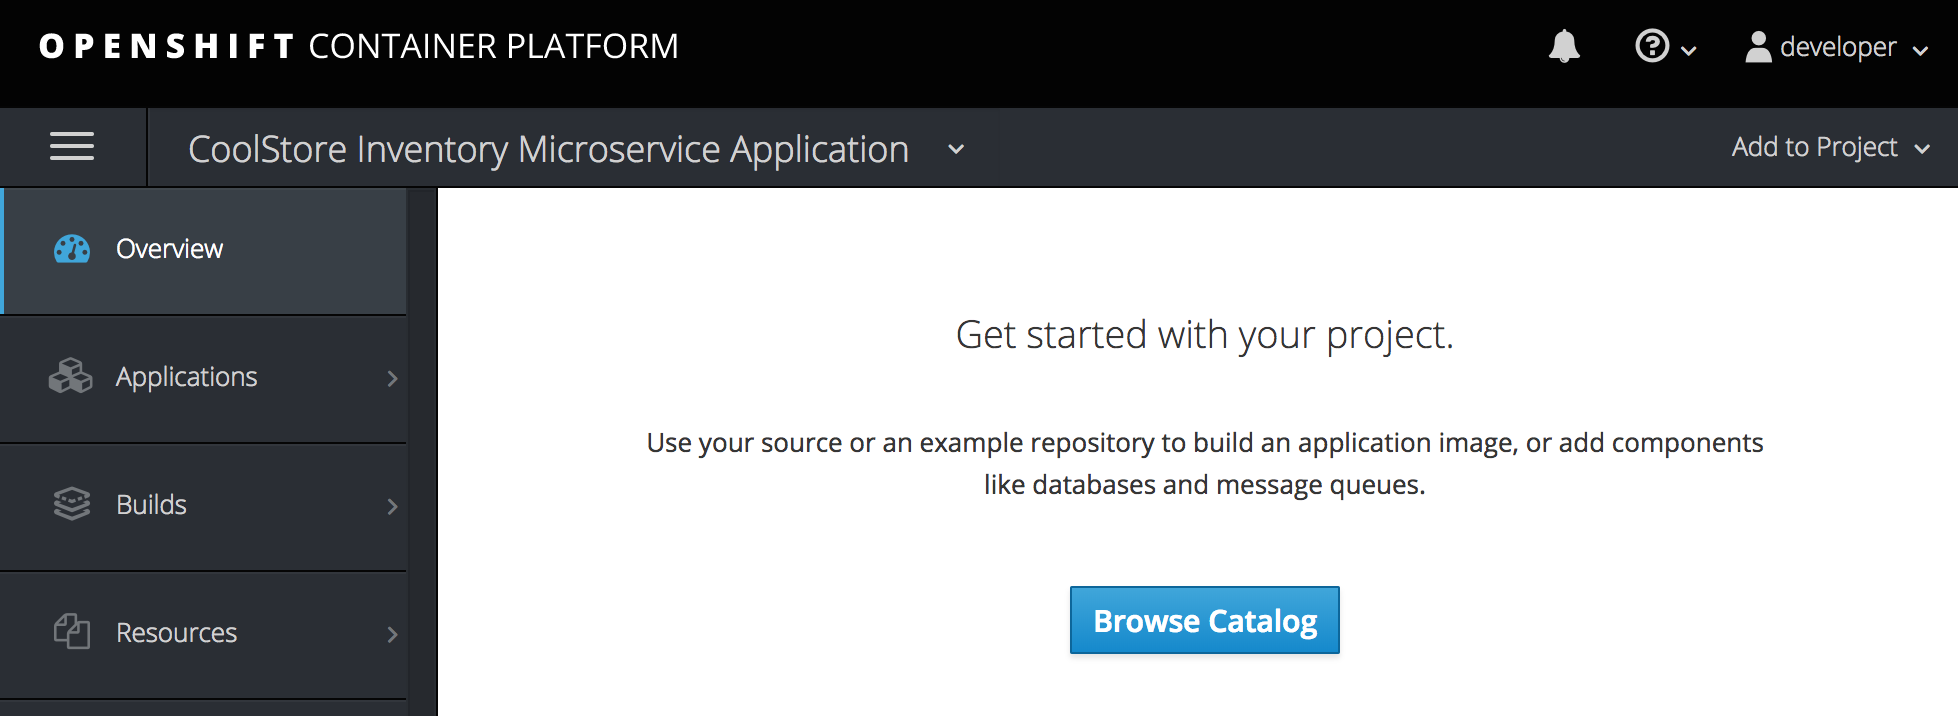 OPENSHIFT CONTAINER PLATFORM
developer
CoolStore Inventory Microservice Application
Add to Project
Overview
Applications
Builds
Resources
Get started with your project.
Use your source or an example repository to build an application image, or add components
like databases and message queues.
Browse Catalog